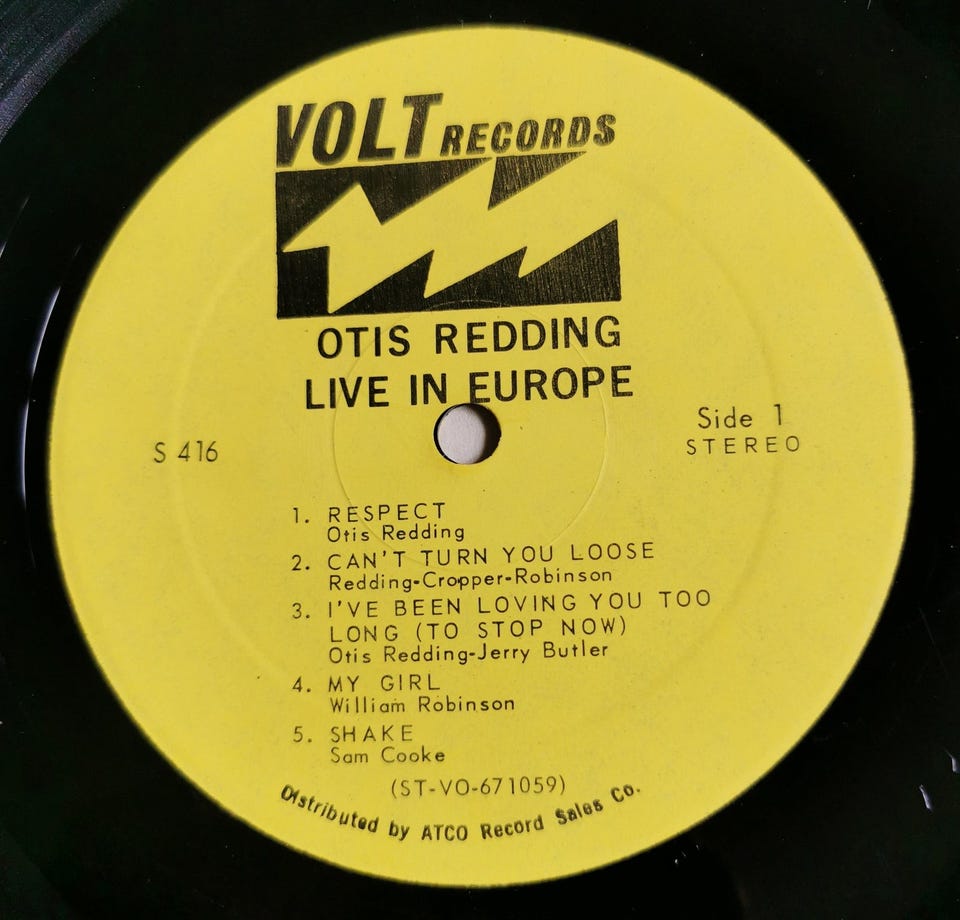 VOLT RECORDS
OTIS REDDING
LIVE IN EUROPE
S 416
Side 1
STEREO
1. RESPECT
Otis Redding
2. CAN'T TURN YOU LOOSE
Redding-Cropper-Robinson
3. I'VE BEEN LOVING YOU TOO
LONG (TO STOP NOW)
Otis Redding-Jerry Butler
4. MY GIRL
William Robinson
5. SHAKE
Sam Cooke
(ST-VO-671059)
Distributed by ATCO Record Sales Co.